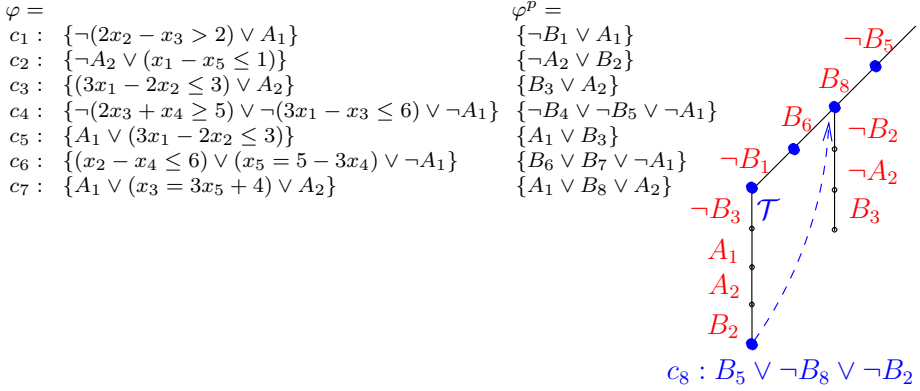 φ = φᵖ =
c₁ : {¬(2x₂ − x₃ > 2) ∨ A₁} {¬B₁ ∨ A₁}
c₂ : {¬A₂ ∨ (x₁ − x₅ ≤ 1)} {¬A₂ ∨ B₂}
c₃ : {(3x₁ − 2x₂ ≤ 3) ∨ A₂} {B₃ ∨ A₂}
c₄ : {¬(2x₃ + x₄ ≥ 5) ∨ ¬(3x₁ − x₃ ≤ 6) ∨ ¬A₁} {¬B₄ ∨ ¬B₅ ∨ ¬A₁}
c₅ : {A₁ ∨ (3x₁ − 2x₂ ≤ 3)} {A₁ ∨ B₃}
c₆ : {(x₂ − x₄ ≤ 6) ∨ (x₅ = 5 − 3x₄) ∨ ¬A₁} {B₆ ∨ B₇ ∨ ¬A₁}
c₇ : {A₁ ∨ (x₃ = 3x₅ + 4) ∨ A₂} {A₁ ∨ B₈ ∨ A₂}
¬B₅
B₈
B₆
¬B₂
¬B₁
¬A₂
¬B₃
𝒯
B₃
A₁
A₂
B₂
c₈ : B₅ ∨ ¬B₈ ∨ ¬B₂